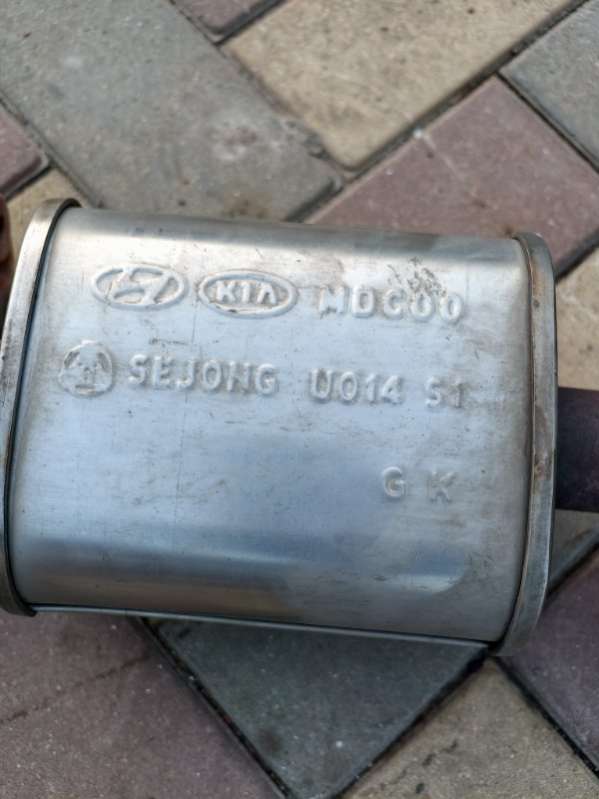 KIA MDC00
SEJONG U014 S1
G K